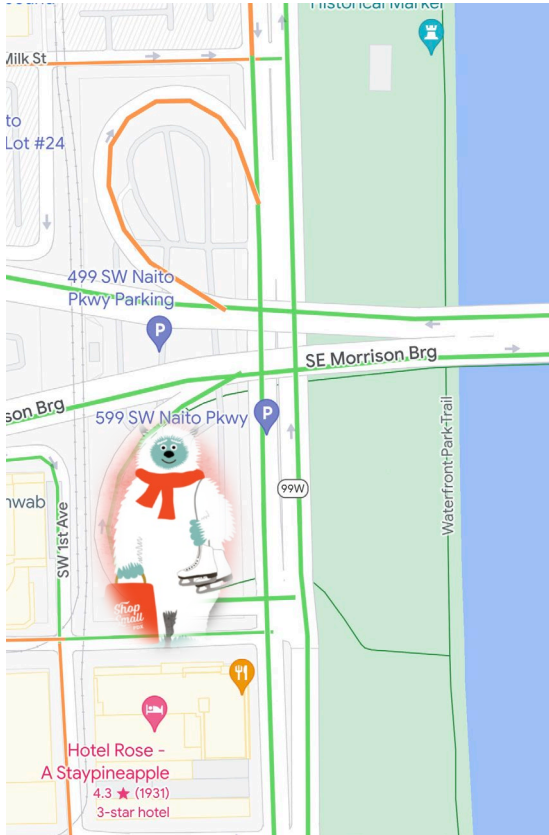 Historical Marker
Milk St
to
Lot #24
499 SW Naito
Pkwy Parking
P
SE Morrison Brg
son Brg
599 SW Naito Pkwy
P
99W
Waterfront-Park-Trail
hwab
SW 1st Ave
Shop
Small
Hotel Rose -
A Staypineapple
4.3 ★ (1931)
3-star hotel